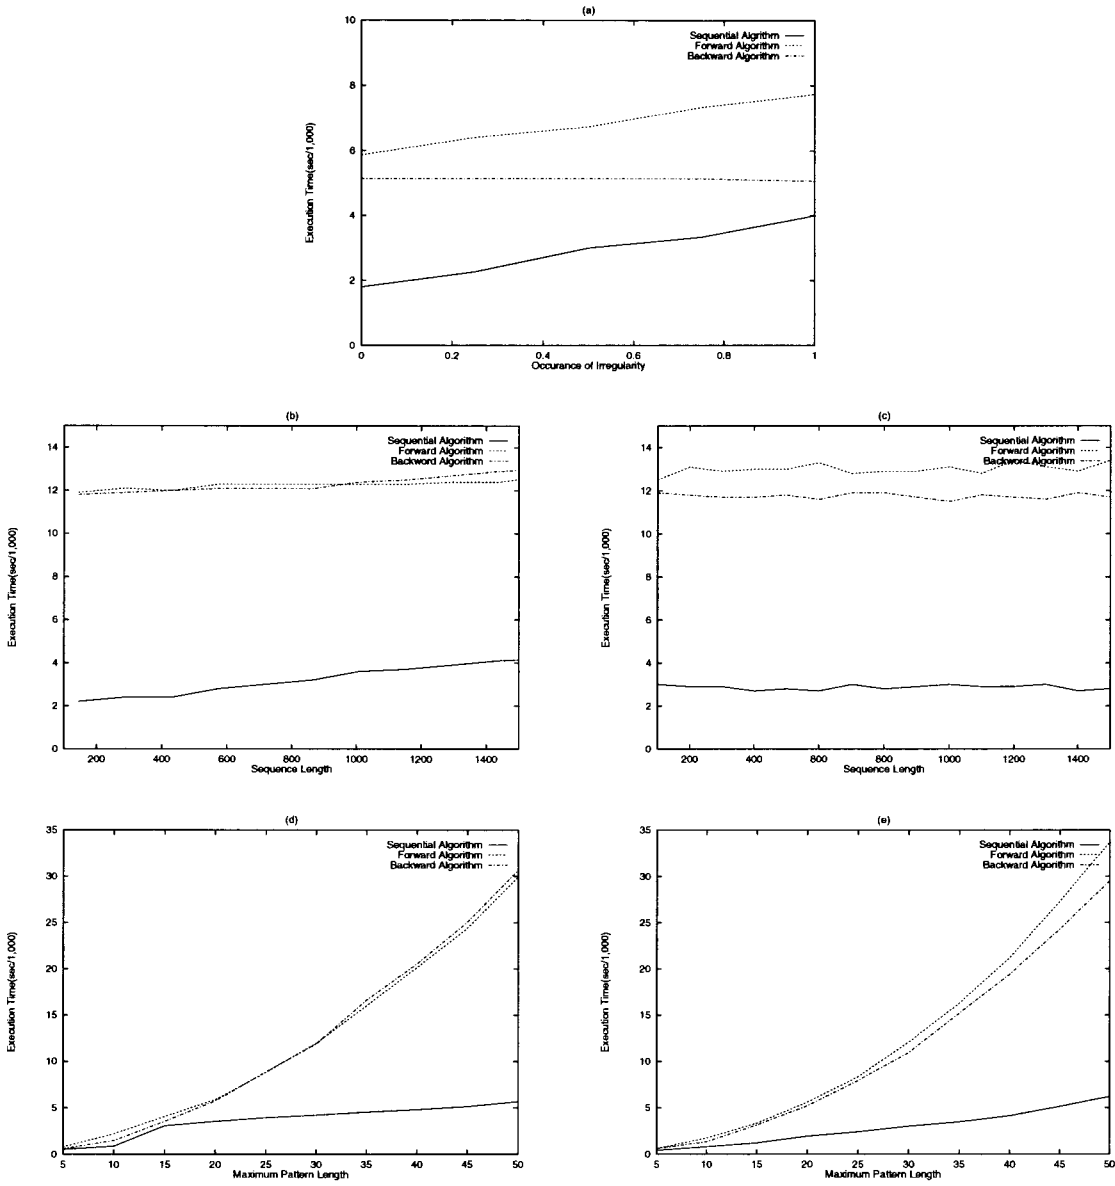 (a)
10
8
6
4
2
0
Execution Time(sec/1,000)
Sequential Algrithm
Forward Algorithm
Backward Algorithm
0 0.2 0.4 0.6 0.8 1
Occurance of Irregularity
(b)
14
12
10
8
6
4
2
0
Execution Time(sec/1,000)
Sequential Algorithm
Forward Algorithm
Backword Algorithm
200 400 600 800 1000 1200 1400
Sequence Length
(c)
14
12
10
8
6
4
2
0
Execution Time(sec/1,000)
Sequential Algorithm
Forward Algorithm
Backword Algorithm
200 400 600 800 1000 1200 1400
Sequence Length
(d)
35
30
25
20
15
10
5
0
Execution Time(sec/1,000)
Sequential Algorithm
Forward Algorithm
Backward Algorithm
5 10 15 20 25 30 35 40 45 50
Maximum Pattern Length
(e)
35
30
25
20
15
10
5
0
Execution Time(sec/1,000)
Sequential Algorithm
Forward Algorithm
Backward Algorithm
5 10 15 20 25 30 35 40 45 50
Maximum Pattern Length